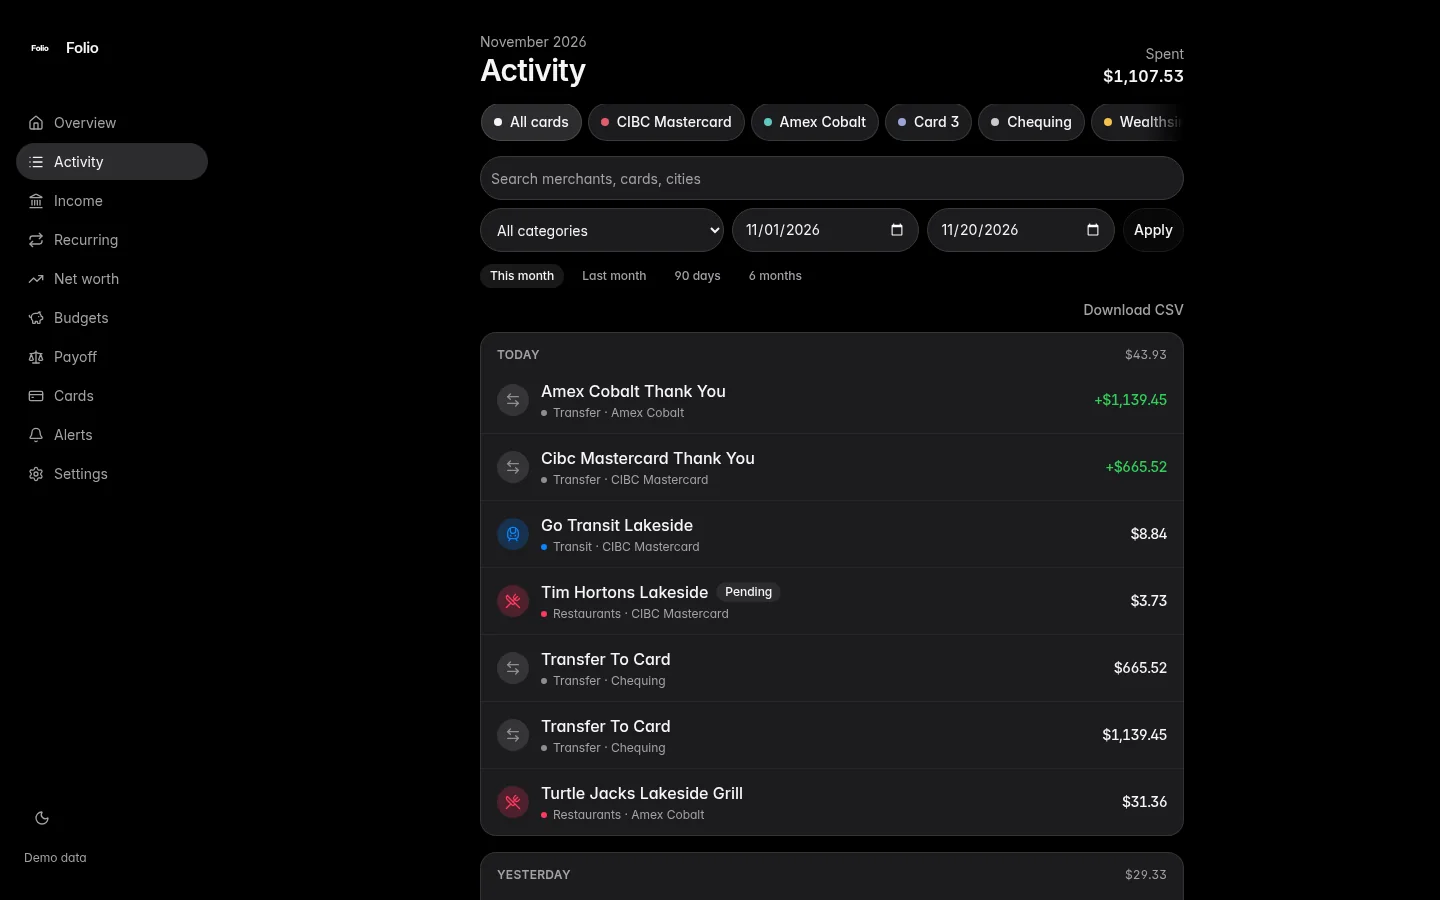 Folio
Folio
Overview
Activity
Income
Recurring
Net worth
Budgets
Payoff
Cards
Alerts
Settings
Demo data
November 2026
Activity
Spent
$1,107.53
All cards
CIBC Mastercard
Amex Cobalt
Card 3
Chequing
Wealthsi
Search merchants, cards, cities
All categories
11/01/2026
11/20/2026
Apply
This month
Last month
90 days
6 months
Download CSV
TODAY
$43.93
Amex Cobalt Thank You
+$1,139.45
Transfer · Amex Cobalt
Cibc Mastercard Thank You
+$665.52
Transfer · CIBC Mastercard
Go Transit Lakeside
$8.84
Transit · CIBC Mastercard
Tim Hortons Lakeside
Pending
$3.73
Restaurants · CIBC Mastercard
Transfer To Card
$665.52
Transfer · Chequing
Transfer To Card
$1,139.45
Transfer · Chequing
Turtle Jacks Lakeside Grill
$31.36
Restaurants · Amex Cobalt
YESTERDAY
$29.33